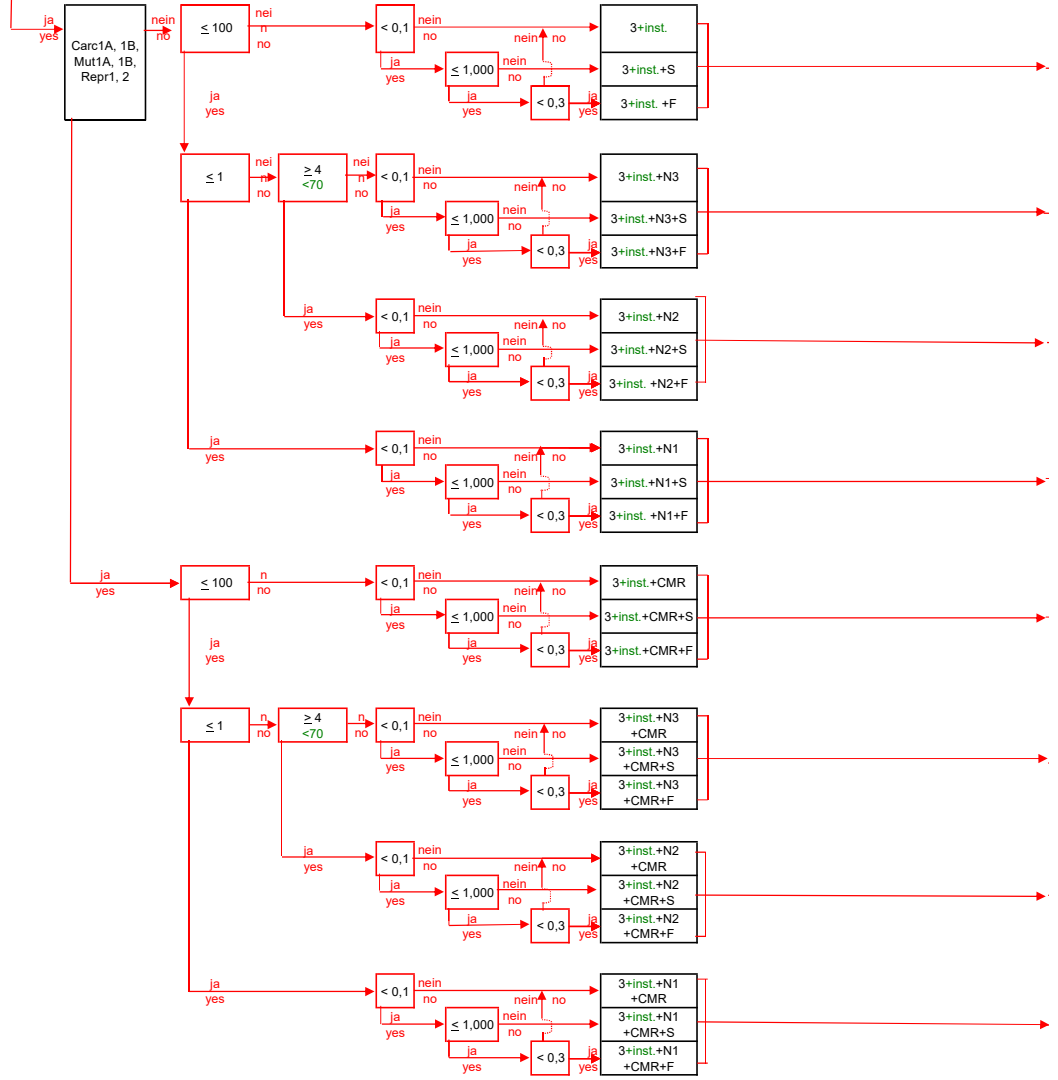 ja
yes
Carc1A, 1B,
Mut1A, 1B,
Repr1, 2
nein
no
≤ 100
nei
n
no
< 0,1
nein
no
nein no
3+inst.
ja
yes
≤ 1,000
nein
no
3+inst.+S
ja
yes
< 0,3
ja
yes
3+inst. +F
ja
yes
≤ 1
nei
n
no
≥ 4
<70
nei
n
no
< 0,1
nein
no
nein no
3+inst.+N3
ja
yes
≤ 1,000
nein
no
3+inst.+N3+S
ja
yes
< 0,3
ja
yes
3+inst.+N3+F
ja
yes
< 0,1
nein
no
nein no
3+inst.+N2
ja
yes
≤ 1,000
nein
no
3+inst.+N2+S
ja
yes
< 0,3
ja
yes
3+inst. +N2+F
ja
yes
< 0,1
nein
no
nein no
3+inst.+N1
ja
yes
≤ 1,000
nein
no
3+inst.+N1+S
ja
yes
< 0,3
ja
yes
3+inst. +N1+F
ja
yes
≤ 100
n
no
< 0,1
nein
no
nein no
3+inst.+CMR
ja
yes
≤ 1,000
nein
no
3+inst.+CMR+S
ja
yes
< 0,3
ja
yes
3+inst.+CMR+F
ja
yes
≤ 1
n
no
≥ 4
<70
n
no
< 0,1
nein
no
nein no
3+inst.+N3
+CMR
ja
yes
≤ 1,000
nein
no
3+inst.+N3
+CMR+S
ja
yes
< 0,3
ja
yes
3+inst.+N3
+CMR+F
ja
yes
< 0,1
nein
no
nein no
3+inst.+N2
+CMR
ja
yes
≤ 1,000
nein
no
3+inst.+N2
+CMR+S
ja
yes
< 0,3
ja
yes
3+inst.+N2
+CMR+F
ja
yes
< 0,1
nein
no
nein no
3+inst.+N1
+CMR
ja
yes
≤ 1,000
nein
no
3+inst.+N1
+CMR+S
ja
yes
< 0,3
ja
yes
3+inst.+N1
+CMR+F